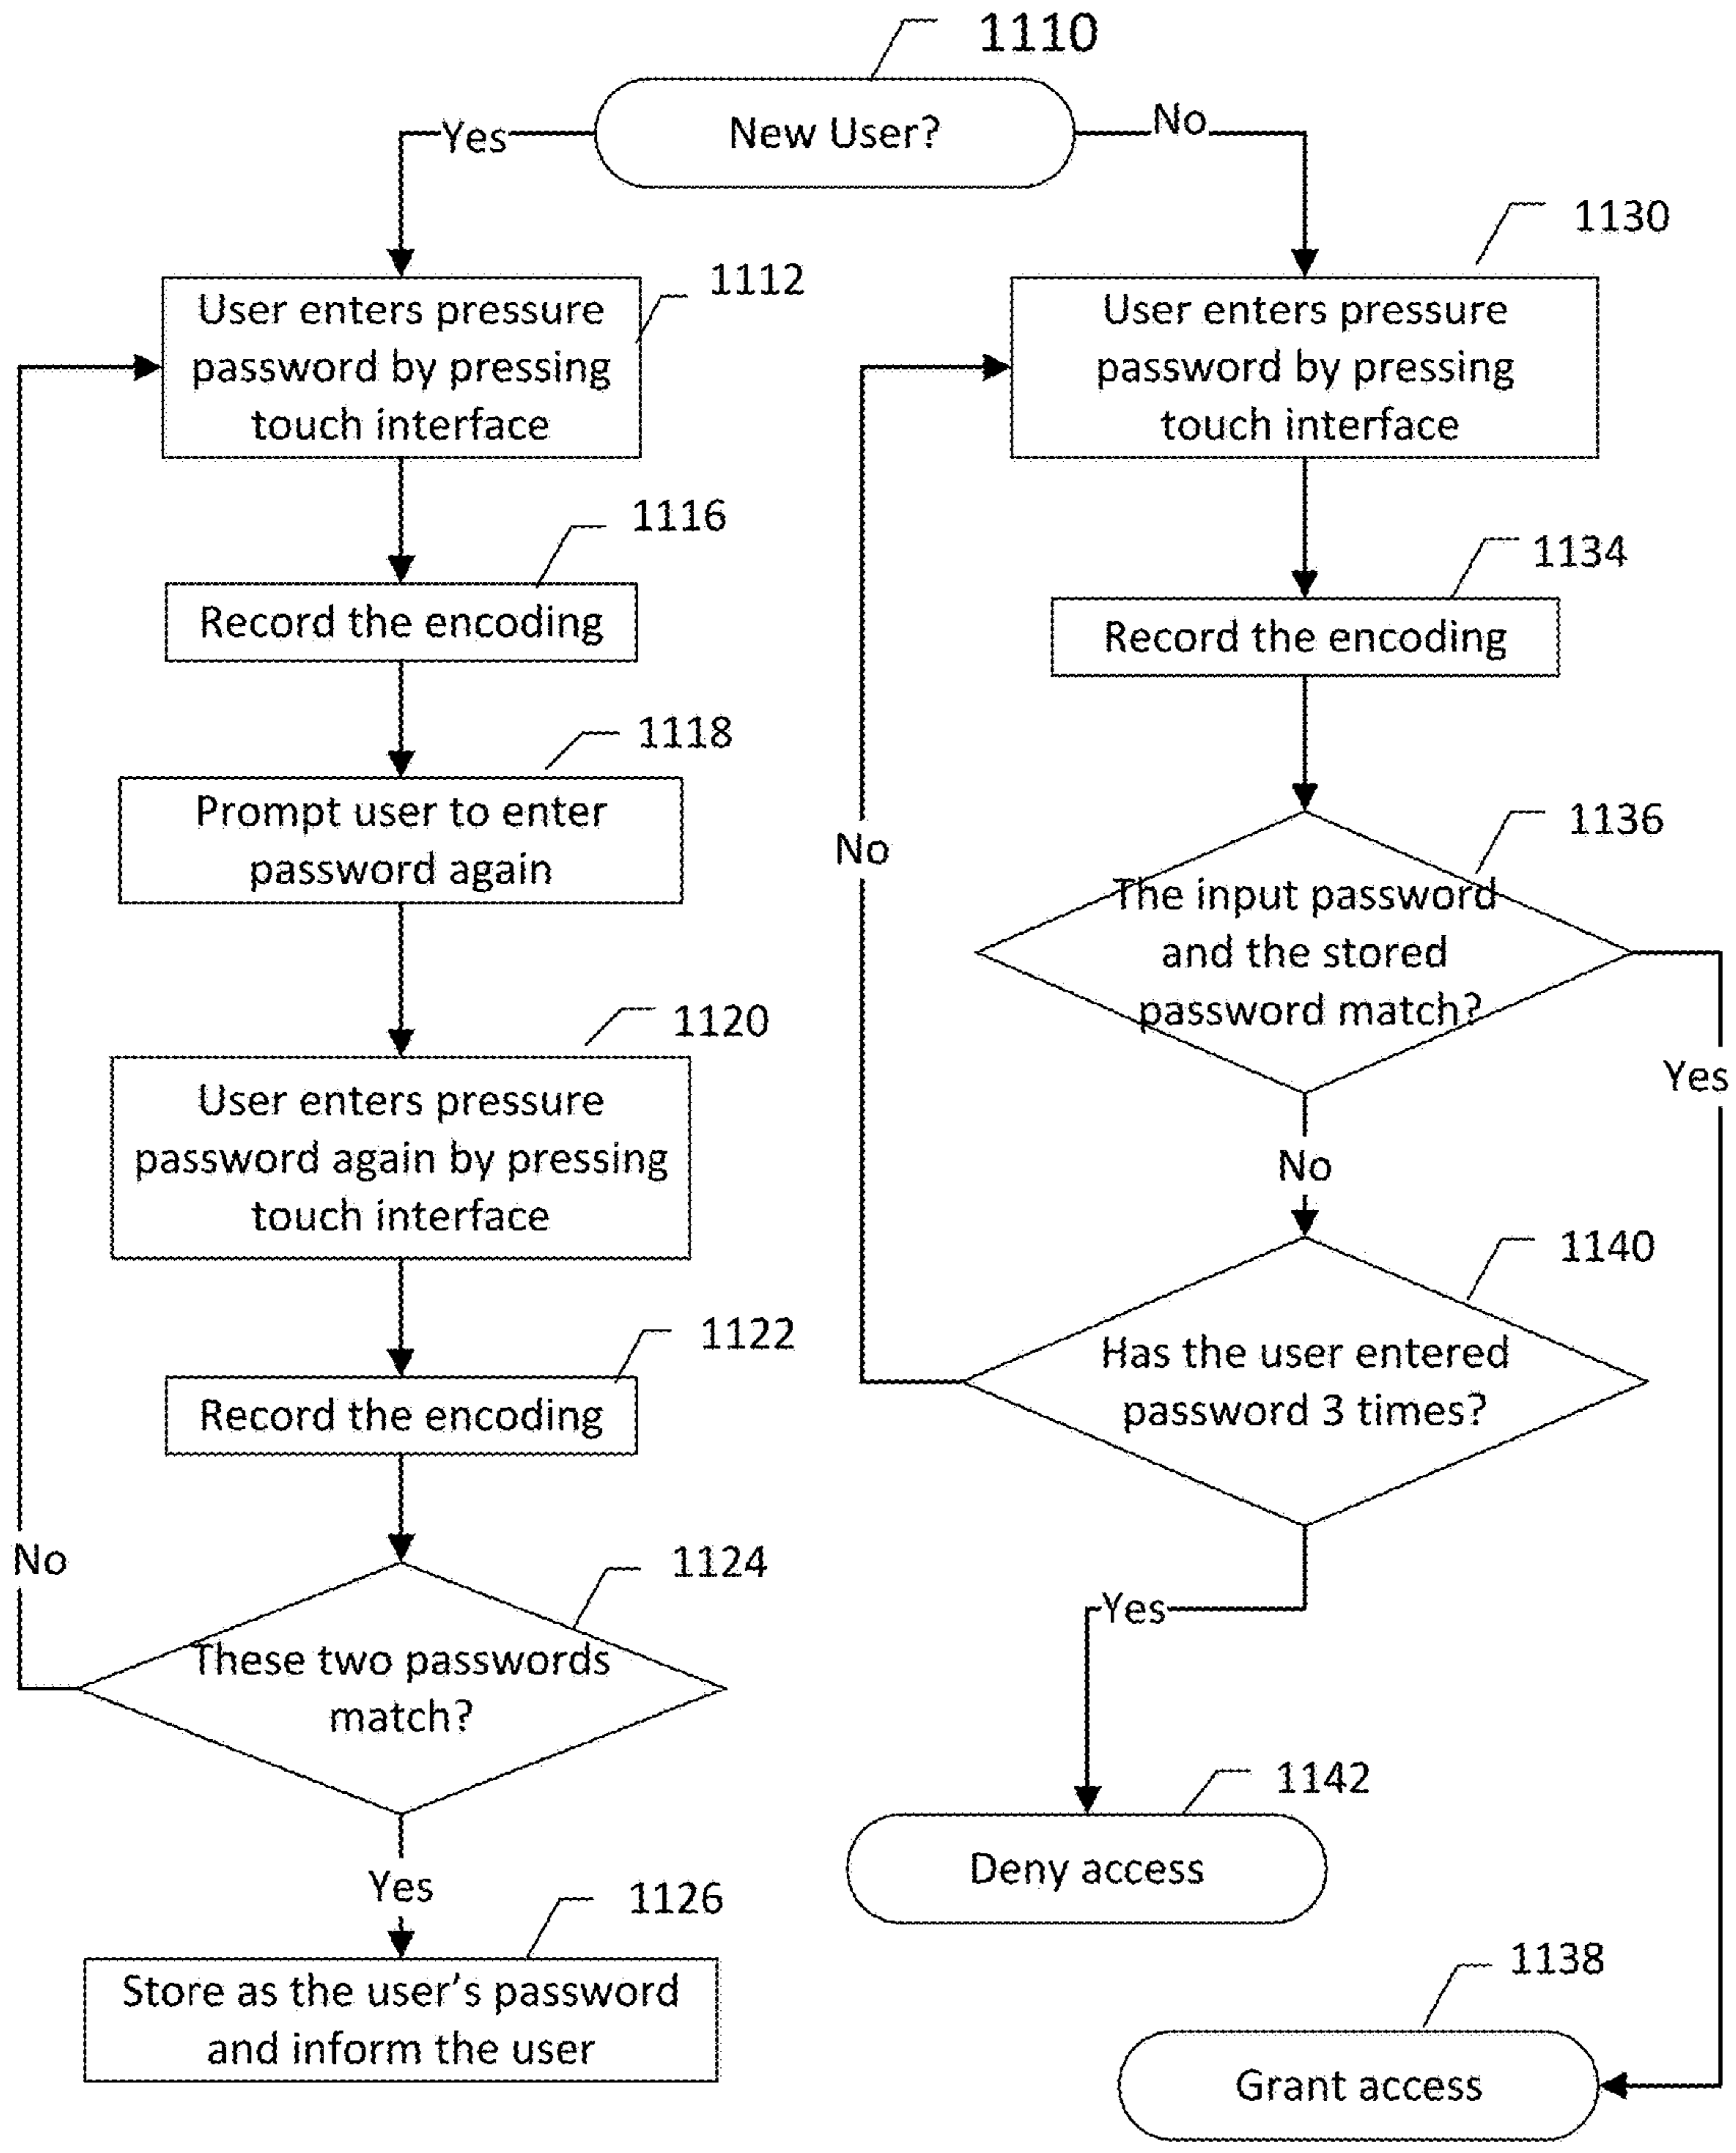 1110
New User?
Yes
No
1112
User enters pressure
password by pressing
touch interface
1116
Record the encoding
1118
Prompt user to enter
password again
1120
User enters pressure
password again by pressing
touch interface
1122
Record the encoding
1124
These two passwords
match?
No
Yes
1126
Store as the user's password
and inform the user
1130
User enters pressure
password by pressing
touch interface
1134
Record the encoding
1136
The input password
and the stored
password match?
Yes
No
1140
Has the user entered
password 3 times?
No
Yes
1142
Deny access
1138
Grant access